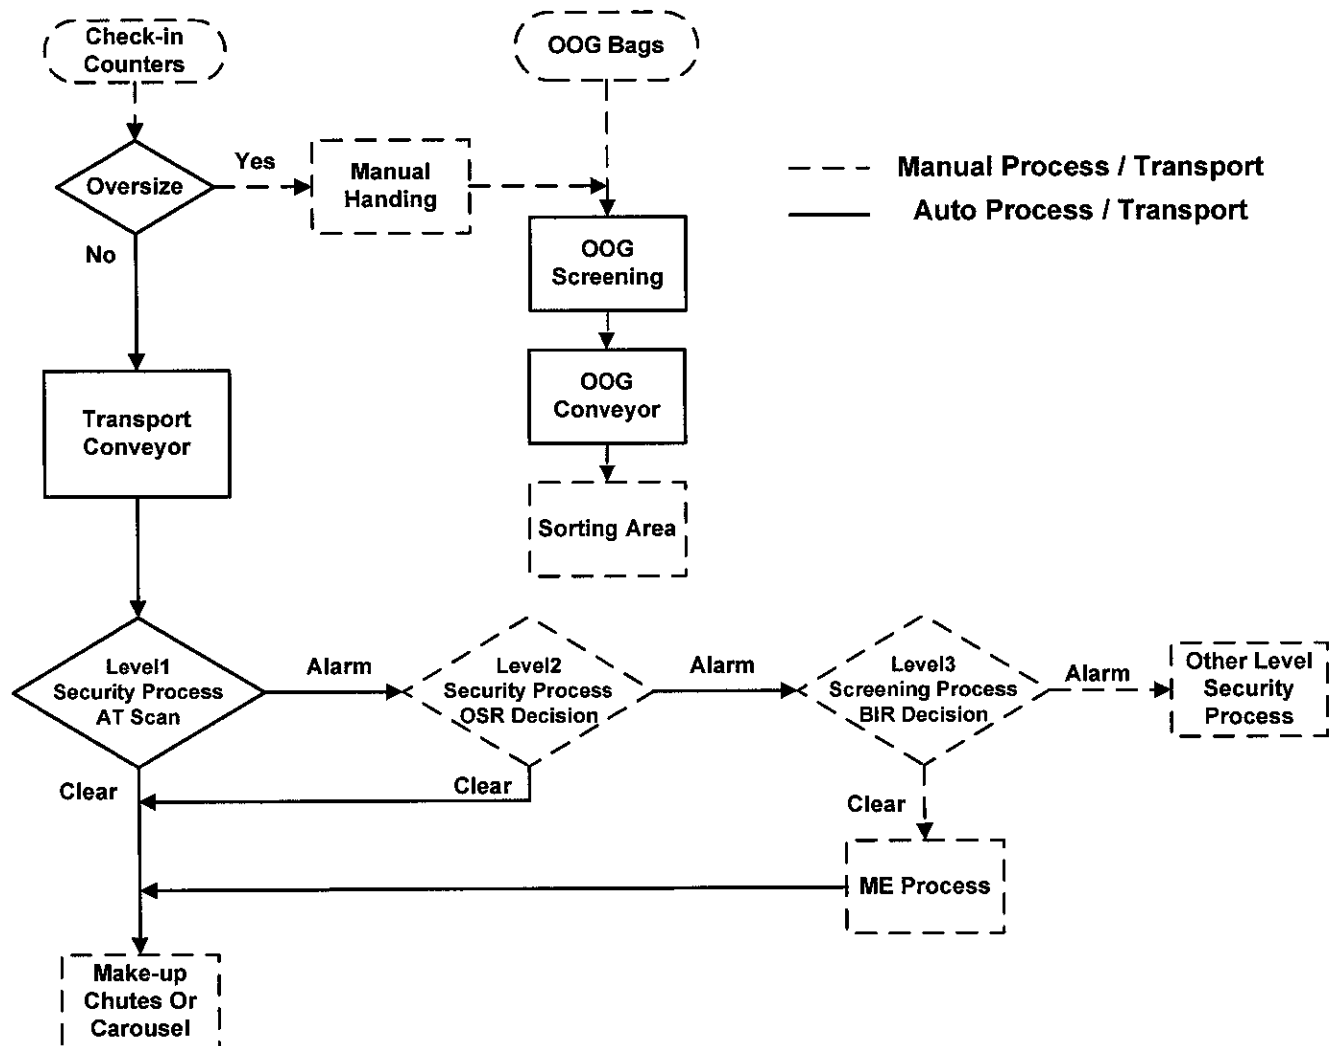 Check-in
Counters
OOG Bags
Oversize
Yes
Manual
Handing
Manual Process / Transport
Auto Process / Transport
No
OOG
Screening
OOG
Conveyor
Transport
Conveyor
Sorting Area
Level1
Security Process
AT Scan
Alarm
Level2
Security Process
OSR Decision
Alarm
Level3
Screening Process
BIR Decision
Alarm
Other Level
Security
Process
Clear
Clear
Clear
ME Process
Make-up
Chutes Or
Carousel